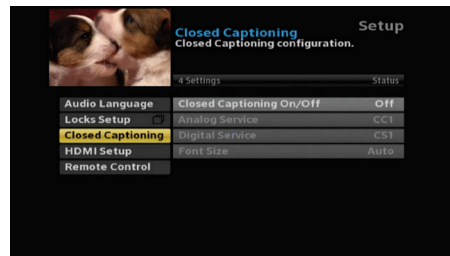 Setup
Closed Captioning
Closed Captioning configuration.
4 Settings Status
Audio Language
Locks Setup
Closed Captioning
HDMI Setup
Remote Control
Closed Captioning On/Off Off
Analog Service CC1
Digital Service CS1
Font Size Auto